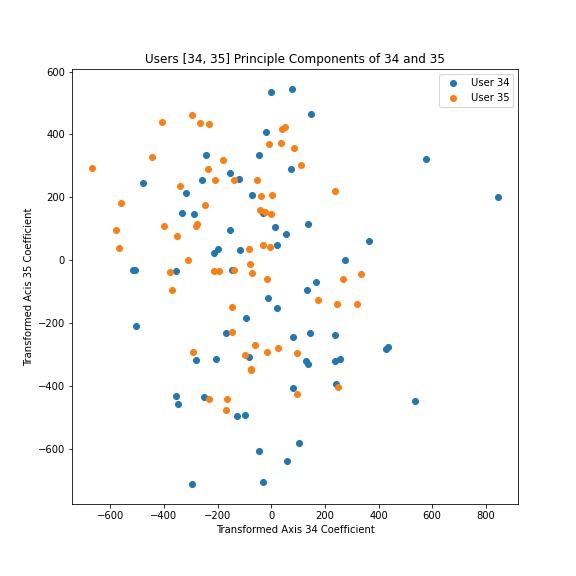 Users [34, 35] Principle Components of 34 and 35
User 34
User 35
600
400
200
0
−200
−400
−600
Transformed Acis 35 Coefficient
−600 −400 −200 0 200 400 600 800
Transformed Axis 34 Coefficient